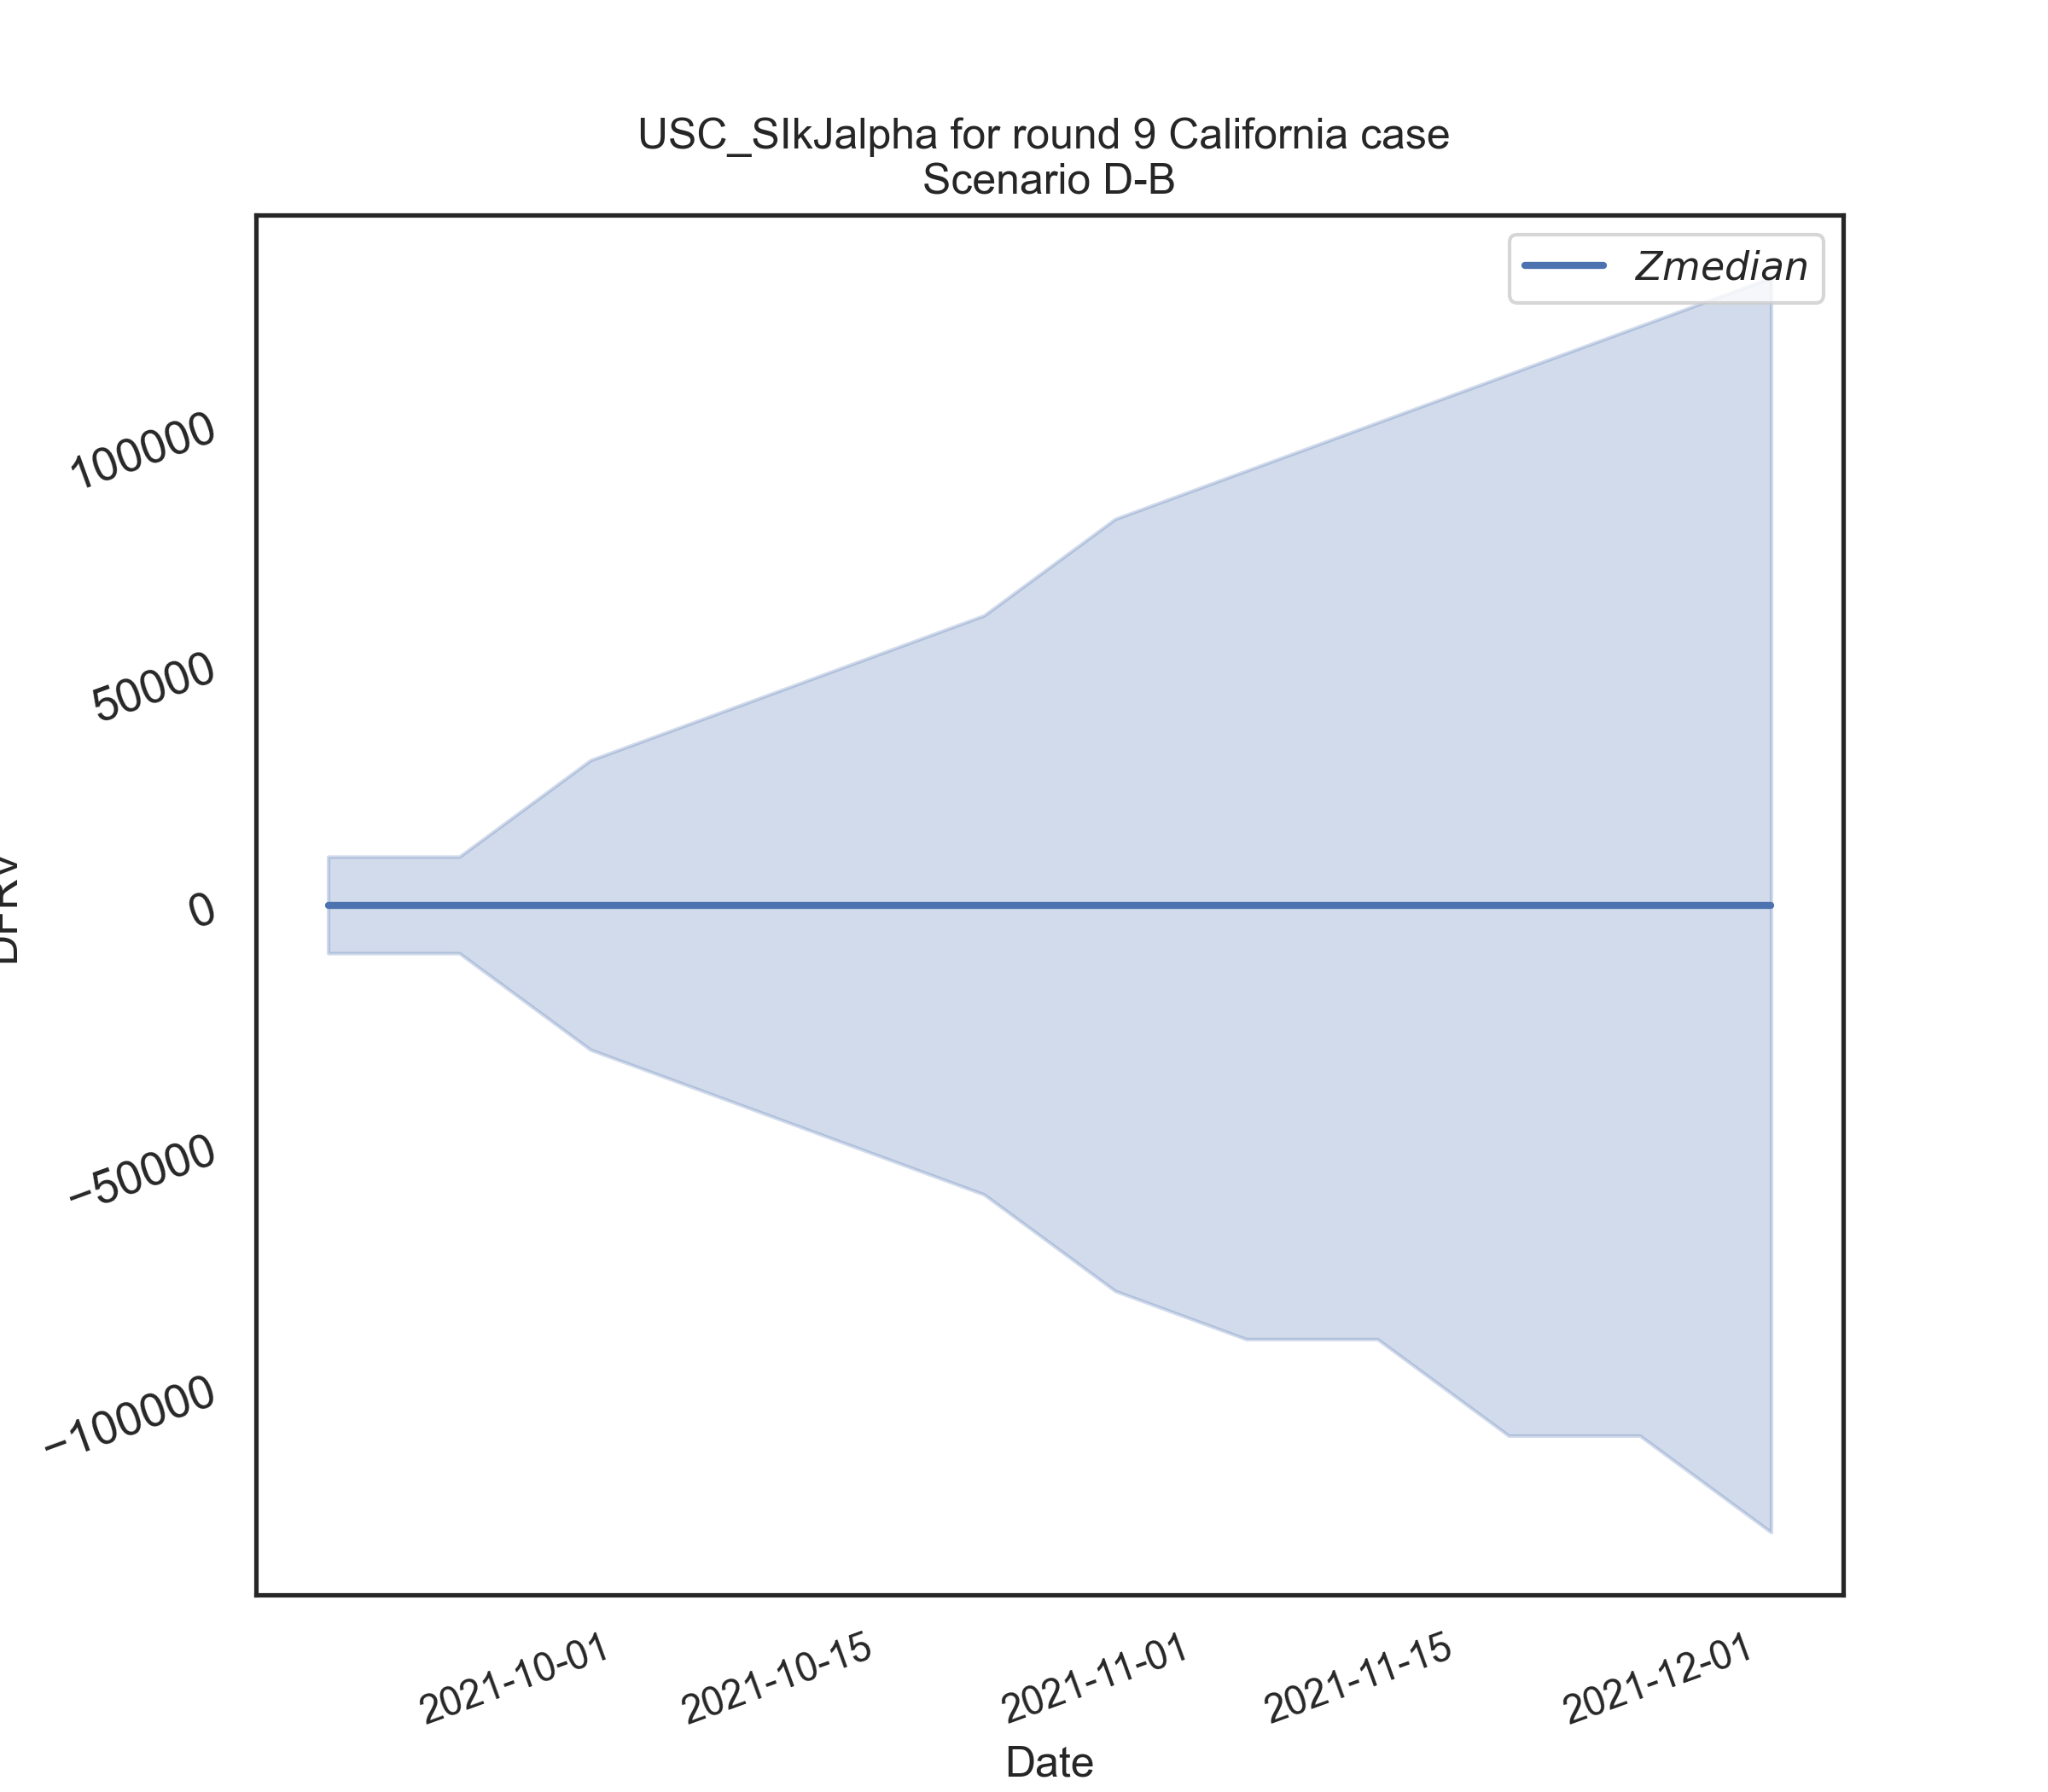 USC_SIkJalpha for round 9 California case
Scenario D-B
Zmedian
100000
50000
0
−50000
−100000
2021-10-01
2021-10-15
2021-11-01
2021-11-15
2021-12-01
Date